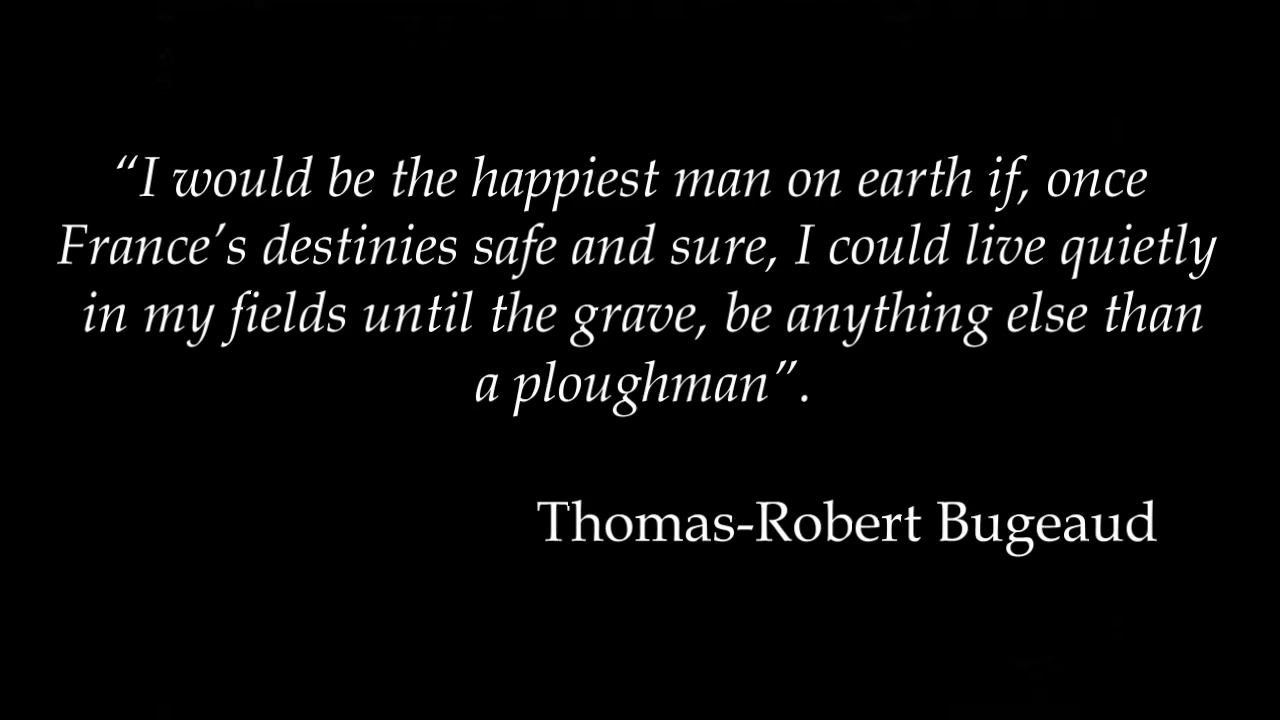 “I would be the happiest man on earth if, once
France’s destinies safe and sure, I could live quietly
in my fields until the grave, be anything else than
a ploughman”.
Thomas-Robert Bugeaud